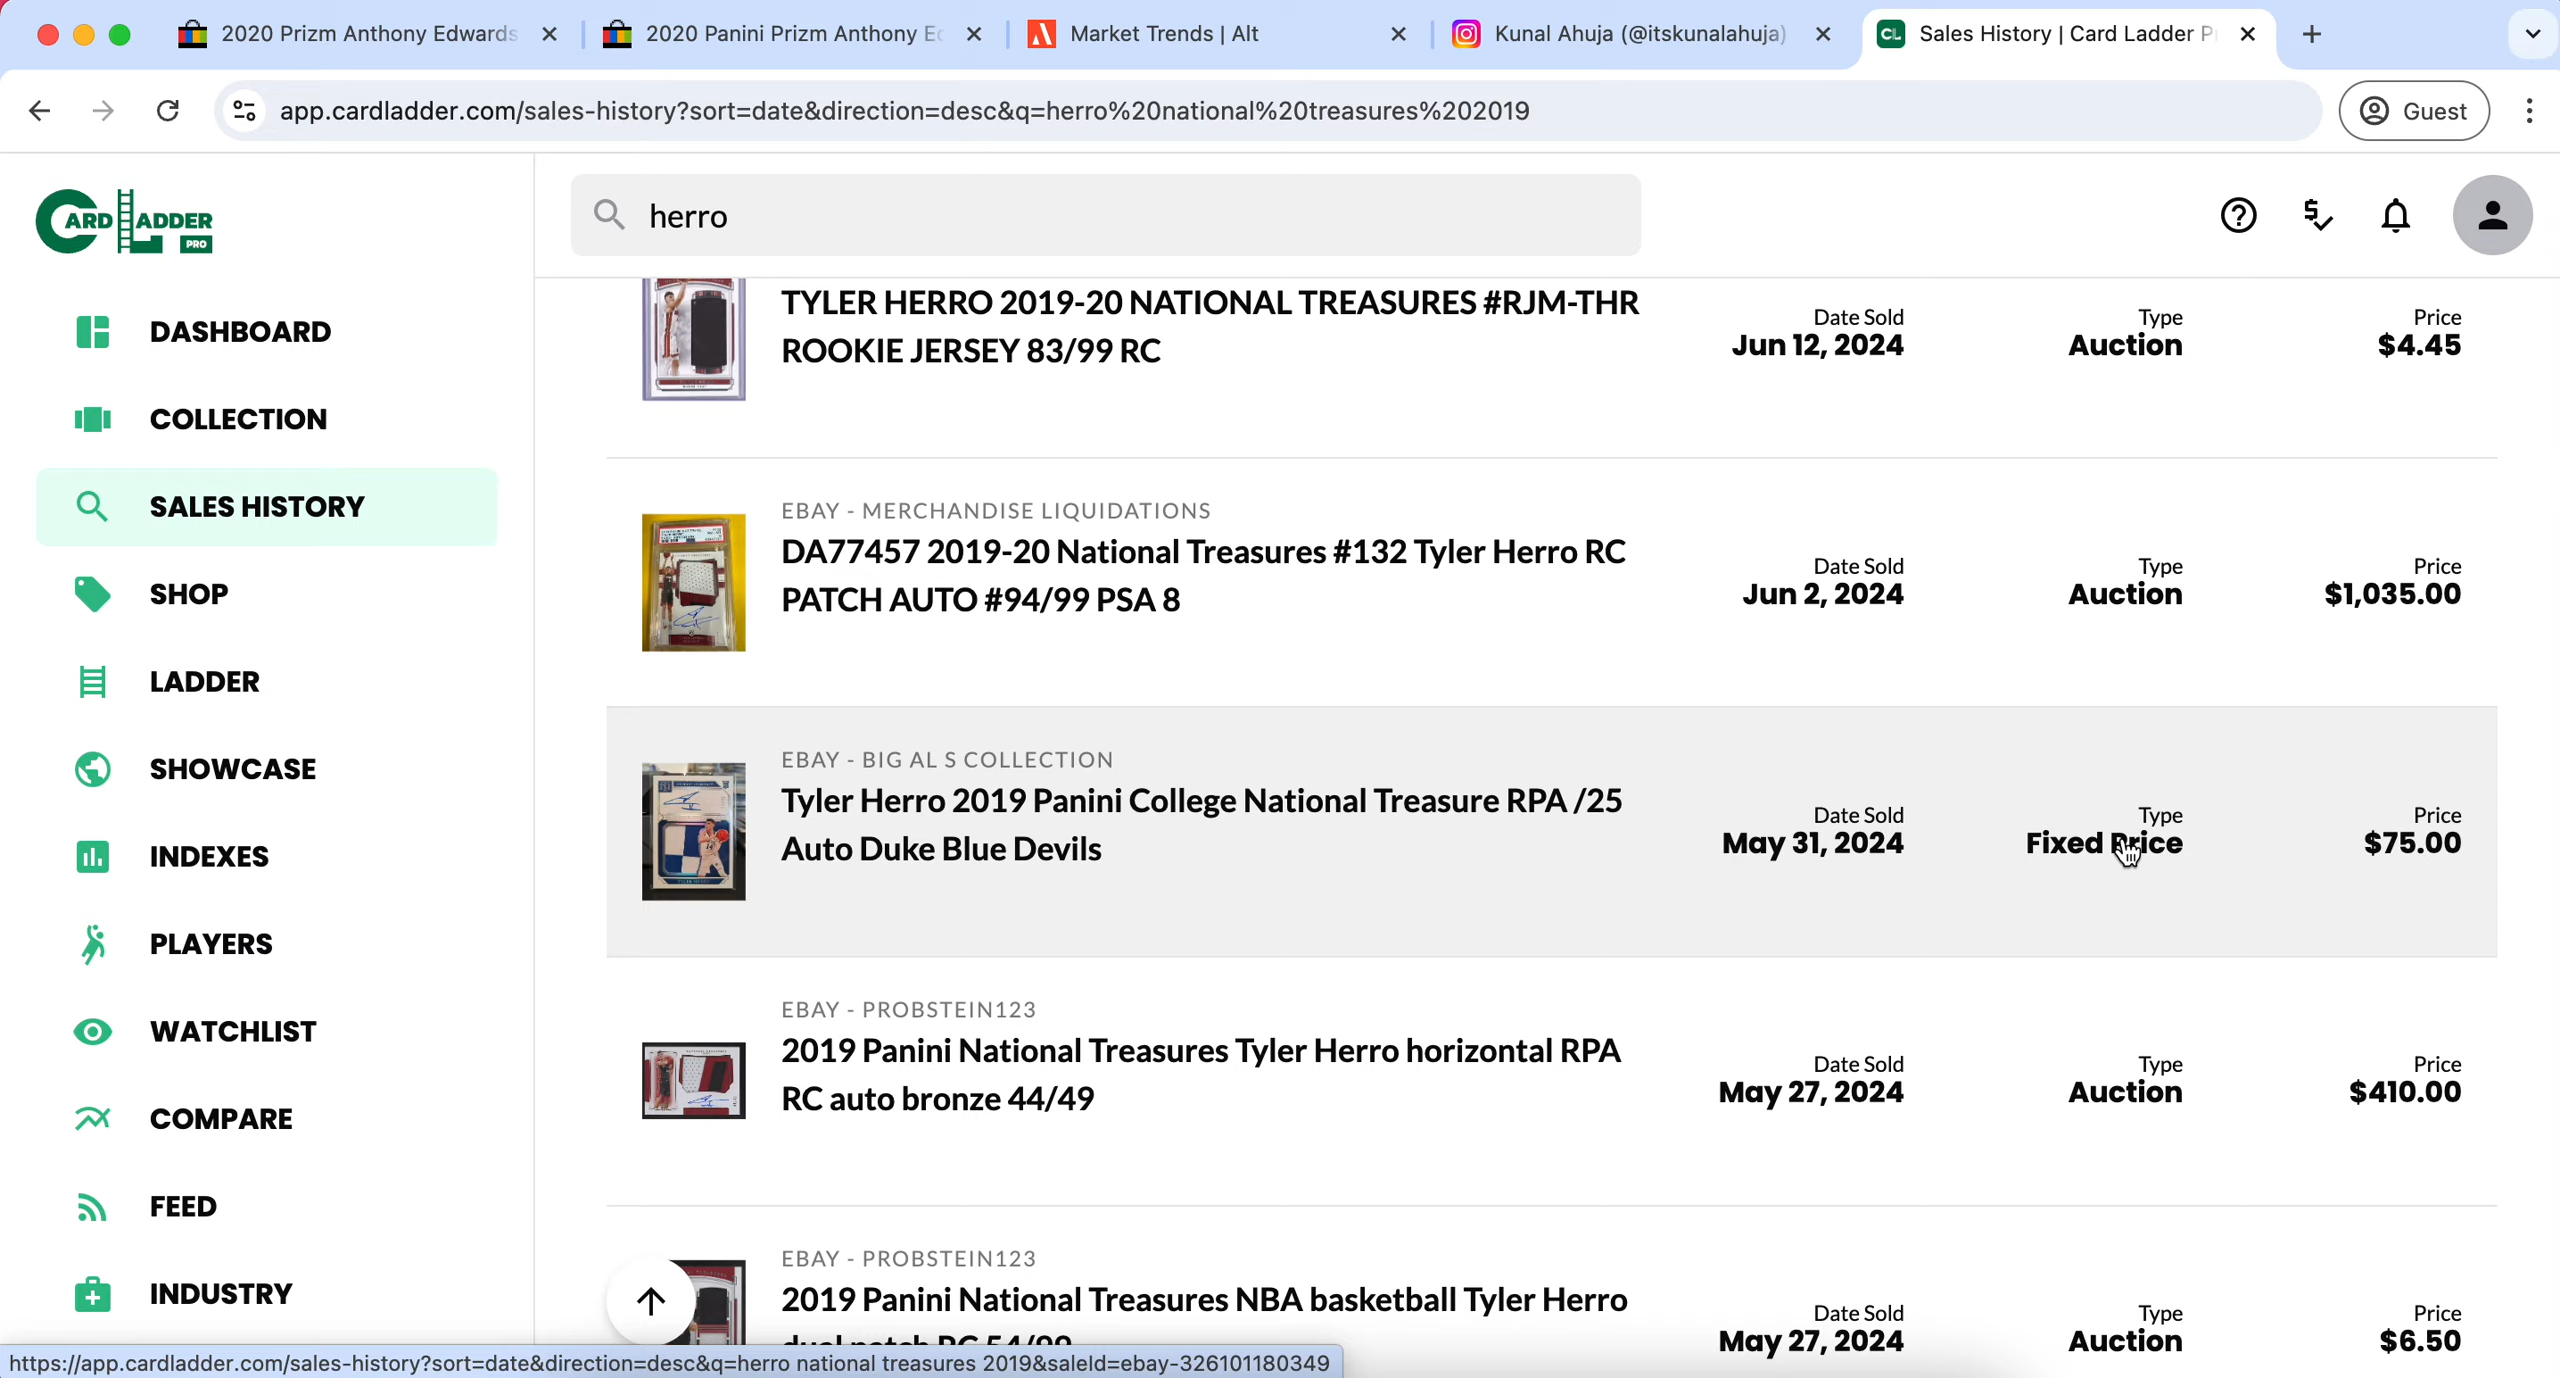 2020 Prizm Anthony Edwards
2020 Panini Prizm Anthony Ed
Market Trends | Alt
Kunal Ahuja (@itskunalahuja)
CL Sales History | Card Ladder P
app.cardladder.com/sales-history?sort=date&direction=desc&q=herro%20national%20treasures%202019
Guest
CARD LADDER
PRO
herro
DASHBOARD
COLLECTION
SALES HISTORY
SHOP
LADDER
SHOWCASE
INDEXES
PLAYERS
WATCHLIST
COMPARE
FEED
INDUSTRY
TYLER HERRO 2019-20 NATIONAL TREASURES #RJM-THR
ROOKIE JERSEY 83/99 RC
Date Sold
Jun 12, 2024
Type
Auction
Price
$4.45
EBAY - MERCHANDISE LIQUIDATIONS
DA77457 2019-20 National Treasures #132 Tyler Herro RC
PATCH AUTO #94/99 PSA 8
Date Sold
Jun 2, 2024
Type
Auction
Price
$1,035.00
EBAY - BIG AL S COLLECTION
Tyler Herro 2019 Panini College National Treasure RPA /25
Auto Duke Blue Devils
Date Sold
May 31, 2024
Type
Fixed Price
Price
$75.00
EBAY - PROBSTEIN123
2019 Panini National Treasures Tyler Herro horizontal RPA
RC auto bronze 44/49
Date Sold
May 27, 2024
Type
Auction
Price
$410.00
EBAY - PROBSTEIN123
2019 Panini National Treasures NBA basketball Tyler Herro
dual patch RC 54/99
Date Sold
May 27, 2024
Type
Auction
Price
$6.50
https://app.cardladder.com/sales-history?sort=date&direction=desc&q=herro national treasures 2019&saleId=ebay-326101180349